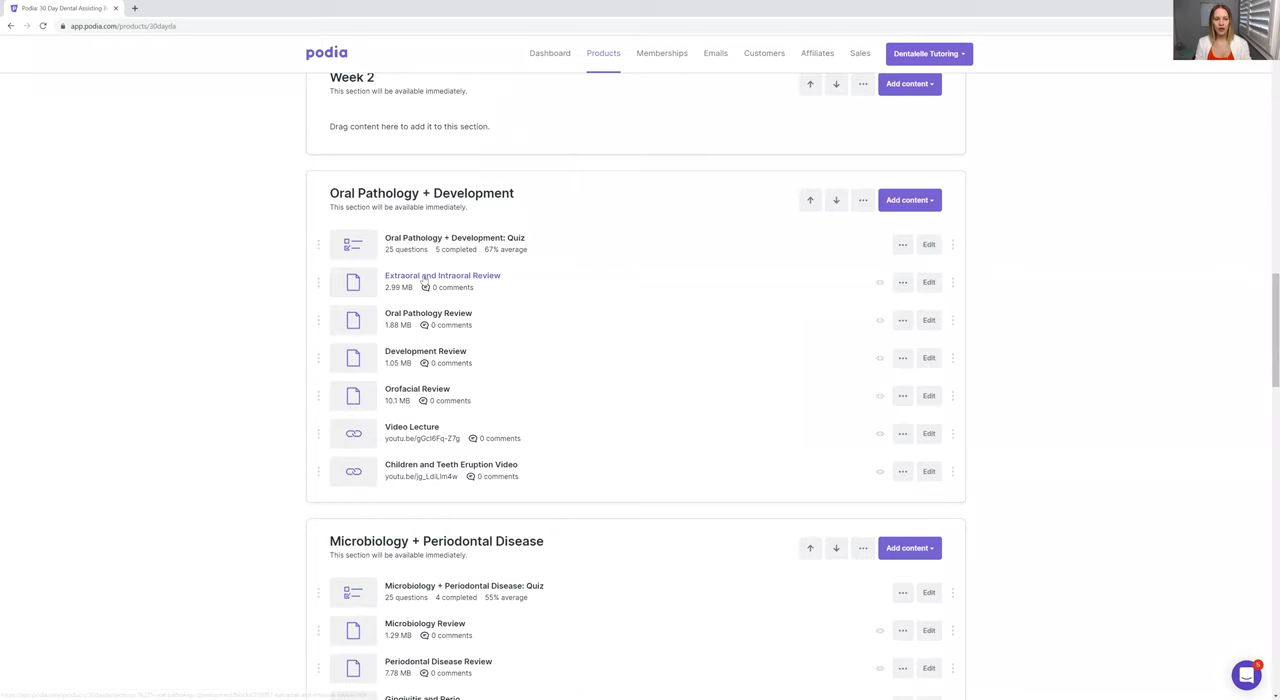 Podia: 30 Day Dental Assisting R
app.podia.com/products/30dayda
podia
Dashboard
Products
Memberships
Emails
Customers
Affiliates
Sales
Dentalelle Tutoring
Week 2
This section will be available immediately.
Add content
Drag content here to add it to this section.
Oral Pathology + Development
This section will be available immediately.
Add content
Oral Pathology + Development: Quiz
25 questions 5 completed 67% average
Edit
Extraoral and Intraoral Review
2.99 MB 0 comments
Edit
Oral Pathology Review
1.88 MB 0 comments
Edit
Development Review
1.05 MB 0 comments
Edit
Orofacial Review
10.1 MB 0 comments
Edit
Video Lecture
youtu.be/gGcI6Fq-Z7g 0 comments
Edit
Children and Teeth Eruption Video
youtu.be/jg_LdiLlm4w 0 comments
Edit
Microbiology + Periodontal Disease
This section will be available immediately.
Add content
Microbiology + Periodontal Disease: Quiz
25 questions 4 completed 55% average
Edit
Microbiology Review
1.29 MB 0 comments
Edit
Periodontal Disease Review
7.78 MB 0 comments
Edit
Gingivitis and Perio
5